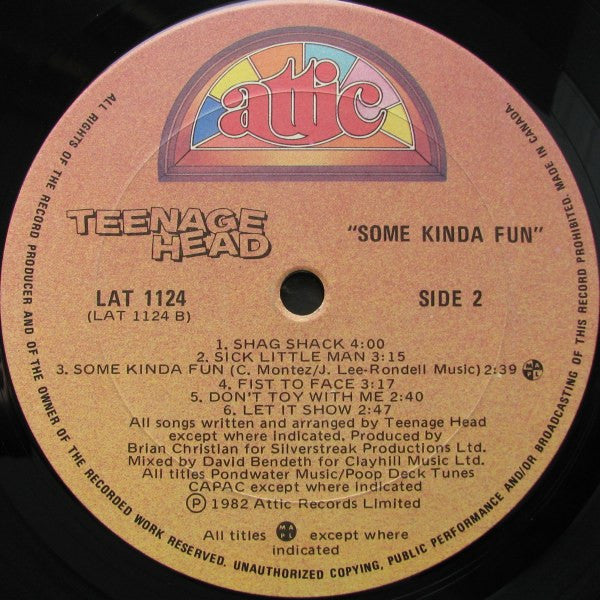 attic
TEENAGE
HEAD
"SOME KINDA FUN"
LAT 1124
(LAT 1124 B)
SIDE 2
1. SHAG SHACK 4:00
2. SICK LITTLE MAN 3:15
3. SOME KINDA FUN (C. Montez/J. Lee-Rondell Music) 2:39 MAPL
4. FIST TO FACE 3:17
5. DON'T TOY WITH ME 2:40
6. LET IT SHOW 2:47
All songs written and arranged by Teenage Head
except where indicated, Produced by
Brian Christian for Silverstreak Productions Ltd.
Mixed by David Bendeth for Clayhill Music Ltd.
All titles Pondwater Music/Poop Deck Tunes
CAPAC except where indicated
℗ 1982 Attic Records LImited
All titles MAPL except where
indicated
ALL RIGHTS OF THE RECORD PRODUCER AND OF THE OWNER OF THE RECORDED WORK RESERVED. UNAUTHORIZED COPYING, PUBLIC PERFORMANCE AND/OR BROADCASTING OF THIS RECORD PROHIBITED. MADE IN CANADA.